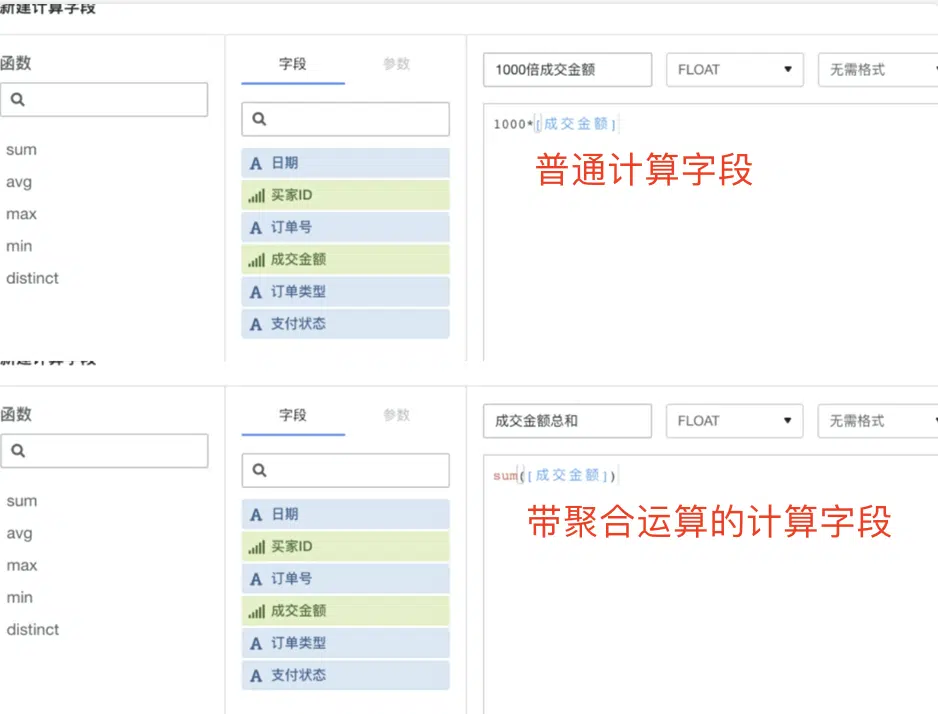 新建计算字段
函数
字段 参数
1000倍成交金额 FLOAT 无需格式
1000*[成交金额]
普通计算字段
sum
avg
max
min
distinct
A 日期
买家ID
A 订单号
成交金额
A 订单类型
A 支付状态
新建计算字段
函数
字段 参数
成交金额总和 FLOAT 无需格式
sum([成交金额])
带聚合运算的计算字段
sum
avg
max
min
distinct
A 日期
买家ID
A 订单号
成交金额
A 订单类型
A 支付状态